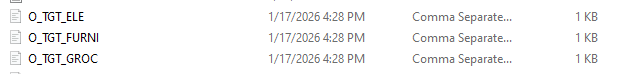 O_TGT_ELE 1/17/2026 4:28 PM Comma Separate... 1 KB
O_TGT_FURNI 1/17/2026 4:28 PM Comma Separate... 1 KB
O_TGT_GROC 1/17/2026 4:28 PM Comma Separate... 1 KB